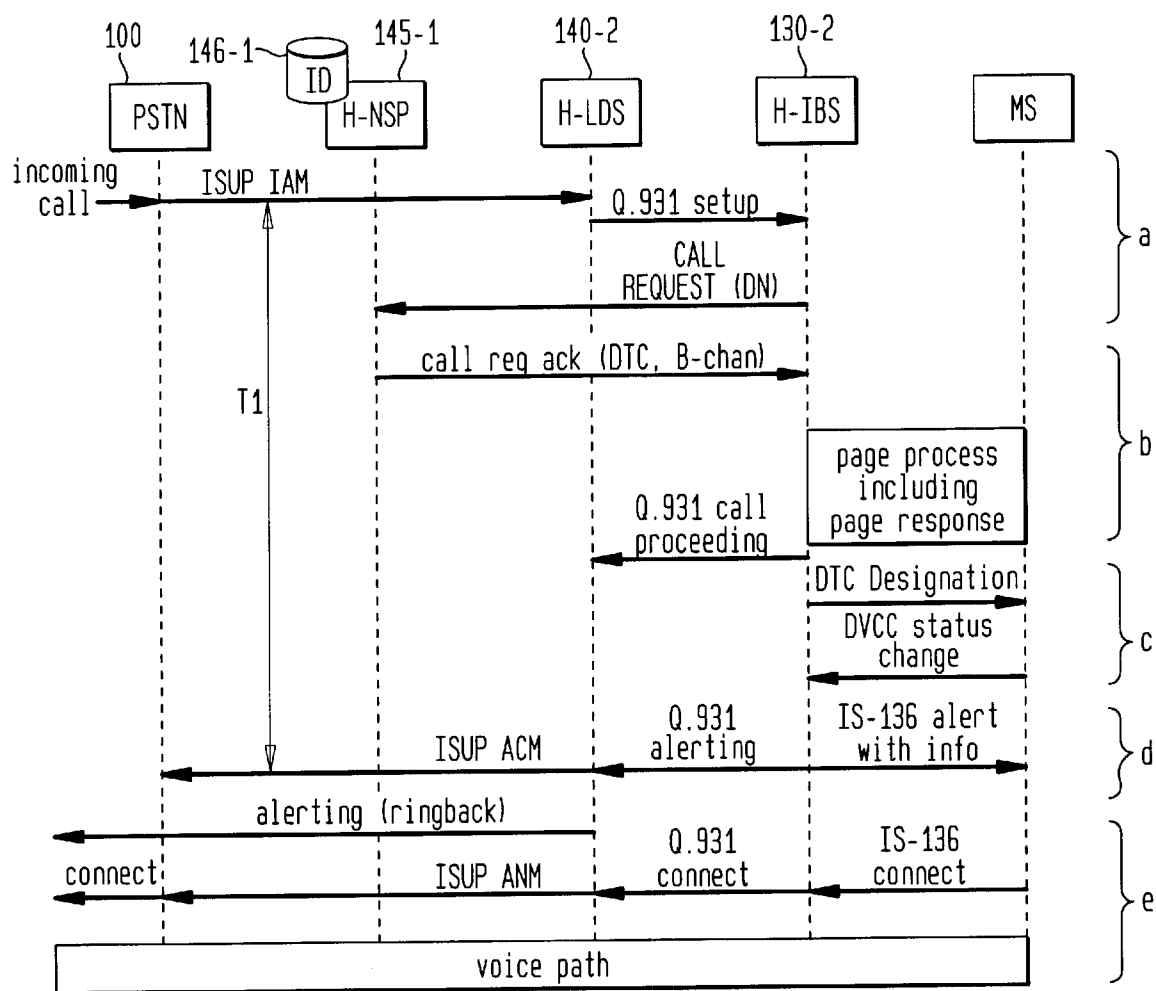 100
146-1
145-1
140-2
130-2
ID
PSTN
H-NSP
H-LDS
H-IBS
MS
incoming
call
ISUP IAM
Q.931 setup
a
CALL
REQUEST (DN)
call req ack (DTC, B-chan)
T1
b
page process
including
page response
Q.931 call
proceeding
DTC Designation
DVCC status
change
c
Q.931
alerting
IS-136 alert
with info
ISUP ACM
d
alerting (ringback)
Q.931
connect
IS-136
connect
connect
ISUP ANM
e
voice path